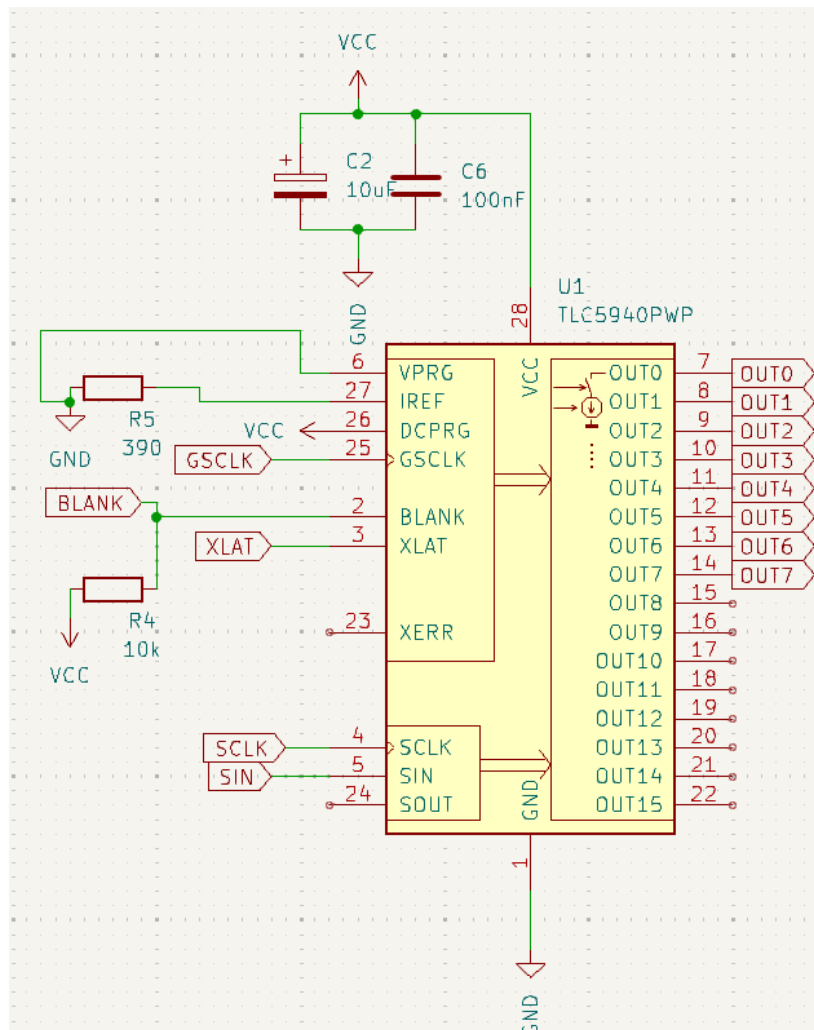 VCC
+
C2
10uF
C6
100nF
GND
U1
TLC5940PWP
28
VCC
6
VPRG
OUT0
7
OUT0
27
IREF
OUT1
8
OUT1
R5
390
GND
VCC
26
DCPRG
OUT2
9
OUT2
GSCLK
25
GSCLK
OUT3
10
OUT3
OUT4
11
OUT4
BLANK
2
BLANK
OUT5
12
OUT5
XLAT
3
XLAT
OUT6
13
OUT6
OUT7
14
OUT7
R4
10k
VCC
OUT8
15
23
XERR
OUT9
16
OUT10
17
OUT11
18
OUT12
19
SCLK
4
SCLK
OUT13
20
SIN
5
SIN
OUT14
21
24
SOUT
OUT15
22
GND
1
GND